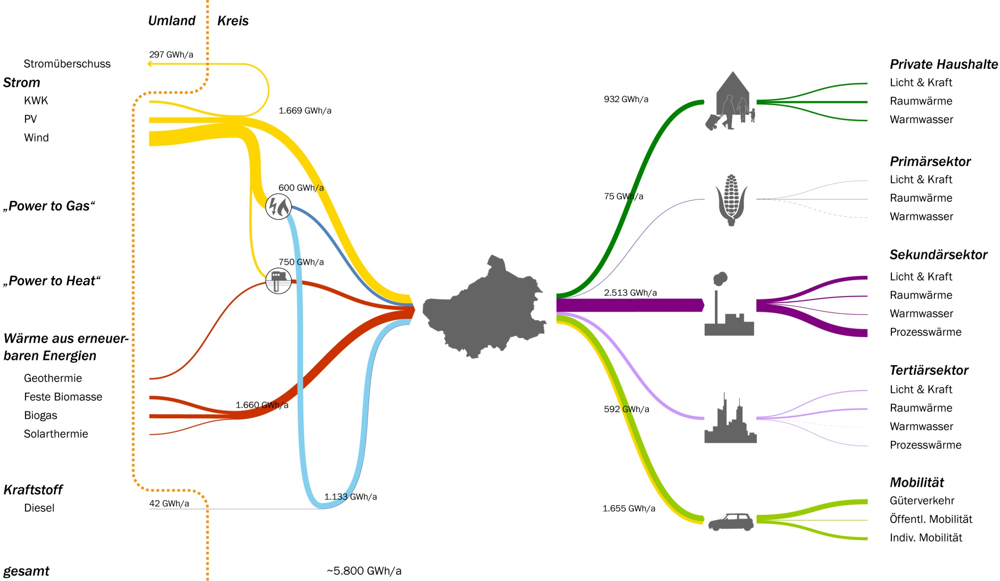 Umland
Kreis
297 GWh/a
Stromüberschuss
Strom
KWK
PV
Wind
1.669 GWh/a
600 GWh/a
„Power to Gas“
750 GWh/a
„Power to Heat“
Wärme aus erneuer-
baren Energien
Geothermie
Feste Biomasse
1.660 GWh/a
Biogas
Solarthermie
Kraftstoff
1.133 GWh/a
42 GWh/a
Diesel
gesamt
~5.800 GWh/a
932 GWh/a
Private Haushalte
Licht & Kraft
Raumwärme
Warmwasser
75 GWh/a
Primärsektor
Licht & Kraft
Raumwärme
Warmwasser
2.513 GWh/a
Sekundärsektor
Licht & Kraft
Raumwärme
Warmwasser
Prozesswärme
592 GWh/a
Tertiärsektor
Licht & Kraft
Raumwärme
Warmwasser
Prozesswärme
1.655 GWh/a
Mobilität
Güterverkehr
Öffentl. Mobilität
Indiv. Mobilität